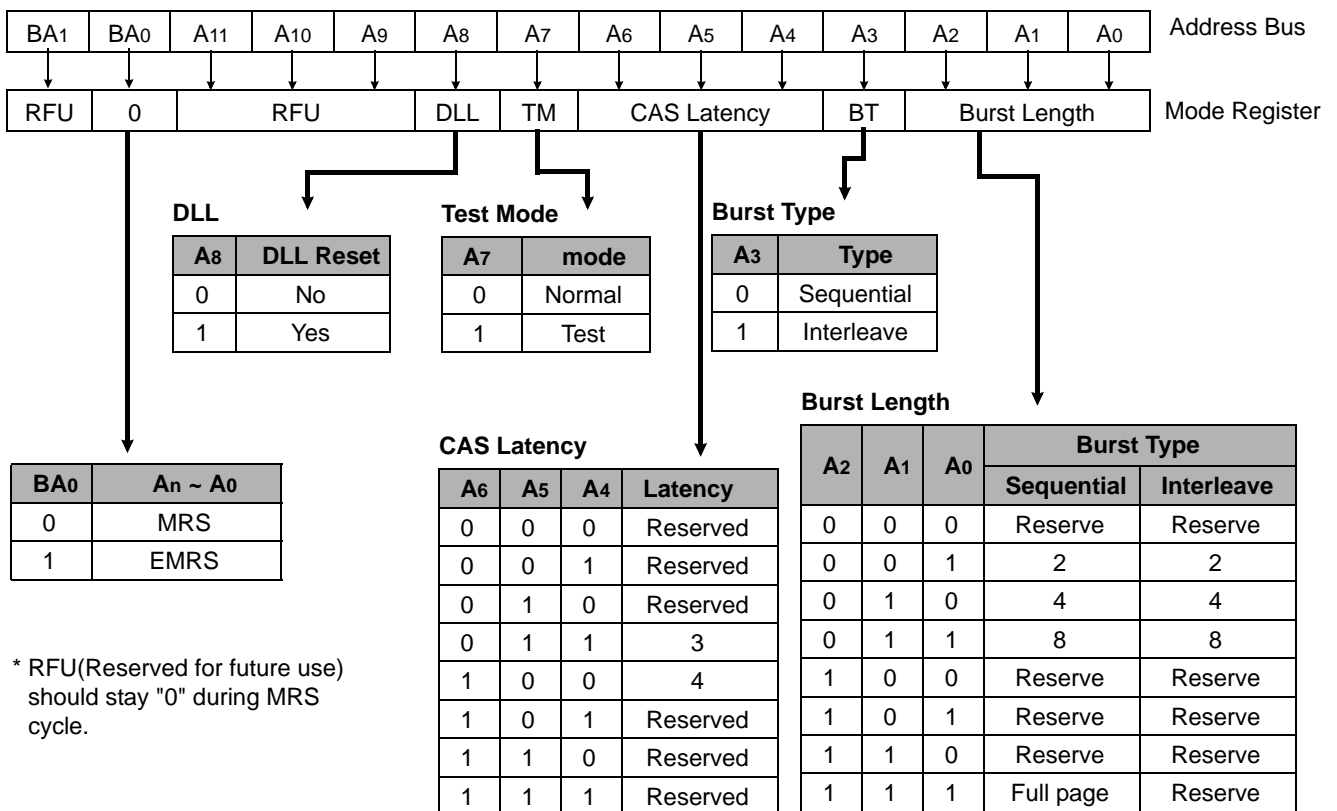 BA1 BA0 A11 A10 A9 A8 A7 A6 A5 A4 A3 A2 A1 A0 Address Bus
RFU 0 RFU DLL TM CAS Latency BT Burst Length Mode Register
DLL
A8 DLL Reset
0 No
1 Yes
Test Mode
A7 mode
0 Normal
1 Test
Burst Type
A3 Type
0 Sequential
1 Interleave
BA0 An ~ A0
0 MRS
1 EMRS
* RFU(Reserved for future use)
should stay "0" during MRS
cycle.
CAS Latency
A6 A5 A4 Latency
0 0 0 Reserved
0 0 1 Reserved
0 1 0 Reserved
0 1 1 3
1 0 0 4
1 0 1 Reserved
1 1 0 Reserved
1 1 1 Reserved
Burst Length
A2 A1 A0 Burst Type
Sequential Interleave
0 0 0 Reserve Reserve
0 0 1 2 2
0 1 0 4 4
0 1 1 8 8
1 0 0 Reserve Reserve
1 0 1 Reserve Reserve
1 1 0 Reserve Reserve
1 1 1 Full page Reserve